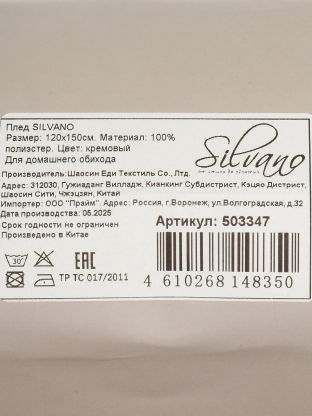 Плед SILVANO
Размер: 120x150см. Материал: 100%
полиэстер. Цвет: кремовый
Для домашнего обихода
Silvano
Производитель:Шаосин Еди Текстиль Со., Лтд.
Адрес: 312030, Гужиаданг Вилладж, Кианкинг Субдистрист, Кэцяо Дистрист,
Шаосин Сити, Чжэцзян, Китай
Импортер: ООО "Прайм" Адрес: Россия, г.Воронеж, ул.Волгоградская, д.32
Дата производства: 05.2025
Срок годности не ограничен
Произведено в Китае
Артикул: 503347
30°
EAC
ТР ТС 017/2011
4 610268 148350